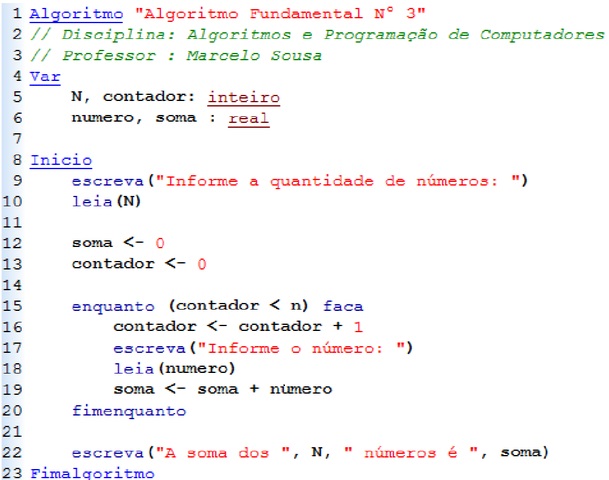 1 Algoritmo "Algoritmo Fundamental N° 3"
2 // Disciplina: Algoritmos e Programação de Computadores
3 // Professor : Marcelo Sousa
4 Var
5     N, contador: inteiro
6     numero, soma : real
7
8 Inicio
9     escreva("Informe a quantidade de números: ")
10     leia(N)
11
12     soma <- 0
13     contador <- 0
14
15     enquanto (contador < n) faca
16         contador <- contador + 1
17         escreva("Informe o número: ")
18         leia(numero)
19         soma <- soma + numero
20     fimenquanto
21
22     escreva("A soma dos ", N, " números é ", soma)
23 Fimalgoritmo